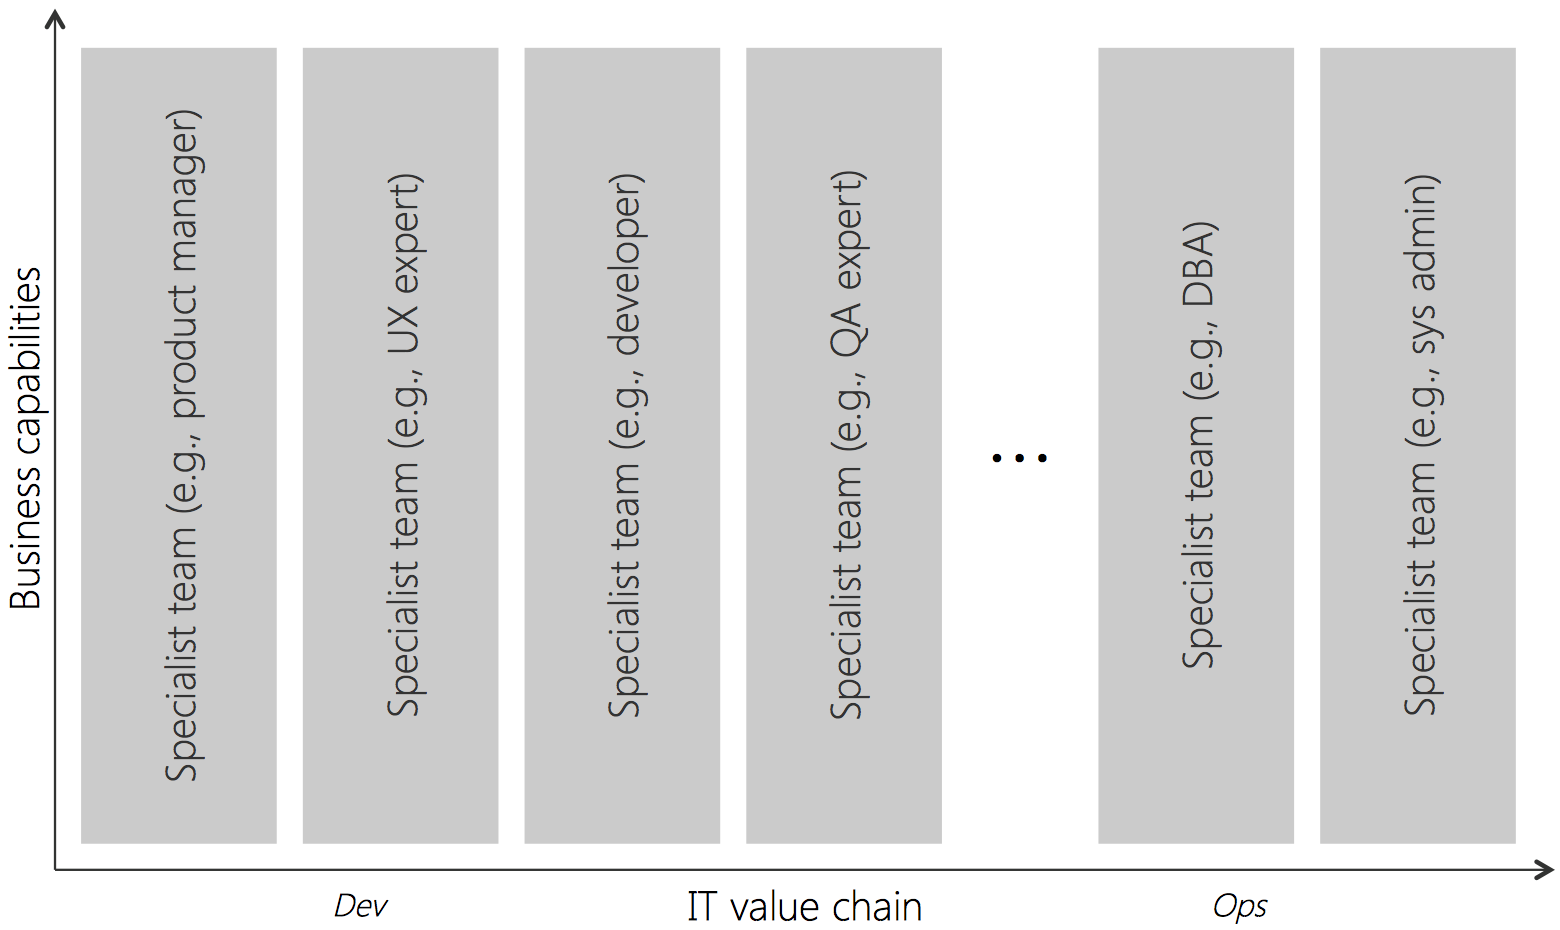 Business capabilities
Specialist team (e.g., product manager)
Specialist team (e.g., UX expert)
Specialist team (e.g., developer)
Specialist team (e.g., QA expert)
...
Specialist team (e.g., DBA)
Specialist team (e.g., sys admin)
Dev
IT value chain
Ops